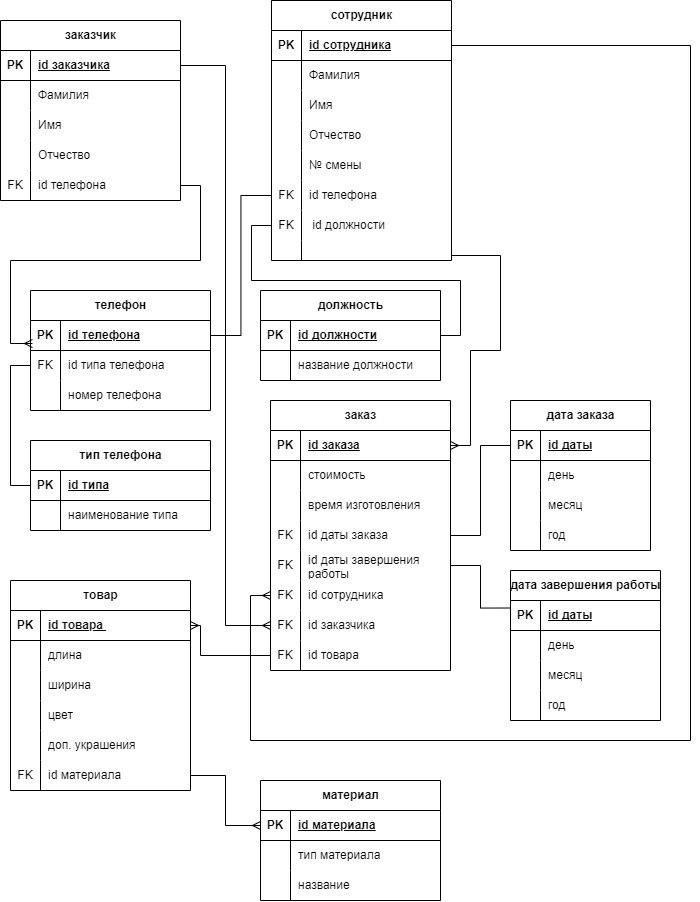 заказчик
PK id заказчика
Фамилия
Имя
Отчество
FK id телефона
сотрудник
PK id сотрудника
Фамилия
Имя
Отчество
№ смены
FK id телефона
FK id должности
телефон
PK id телефона
FK id типа телефона
номер телефона
должность
PK id должности
название должности
тип телефона
PK id типа
наименование типа
заказ
PK id заказа
стоимость
время изготовления
FK id даты заказа
FK id даты завершения
работы
FK id сотрудника
FK id заказчика
FK id товара
дата заказа
PK id даты
день
месяц
год
дата завершения работы
PK id даты
день
месяц
год
товар
PK id товара
длина
ширина
цвет
доп. украшения
FK id материала
материал
PK id материала
тип материала
название